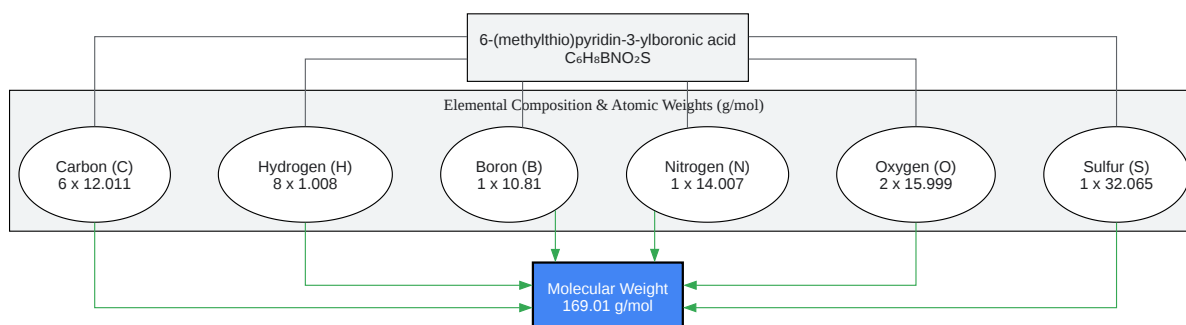 6-(methylthio)pyridin-3-ylboronic acid
C₆H₈BNO₂S
Elemental Composition & Atomic Weights (g/mol)
Carbon (C)
6 x 12.011
Hydrogen (H)
8 x 1.008
Boron (B)
1 x 10.81
Nitrogen (N)
1 x 14.007
Oxygen (O)
2 x 15.999
Sulfur (S)
1 x 32.065
Molecular Weight
169.01 g/mol